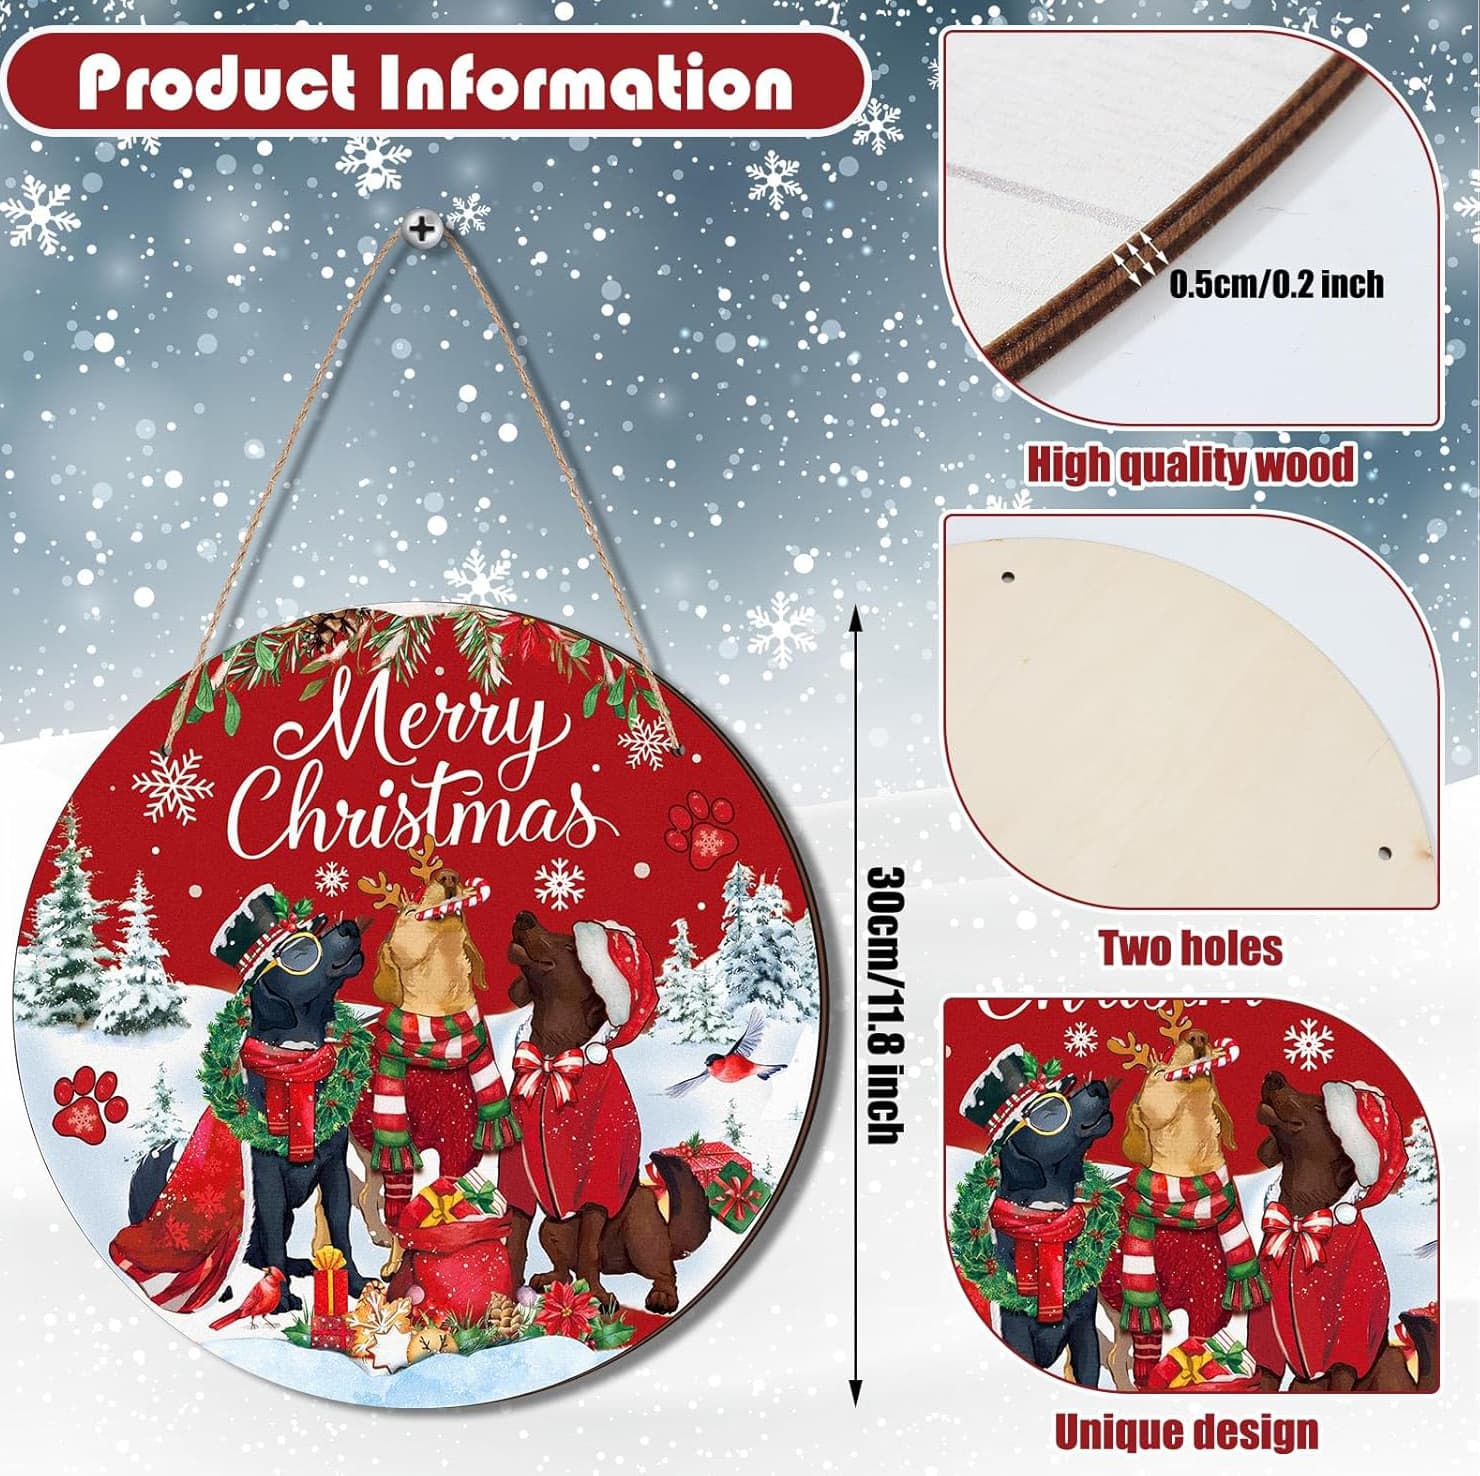 Product Information
0.5cm/0.2 inch
High quality wood
Merry
Christmas
30cm/11.8 inch
Two holes
Unique design